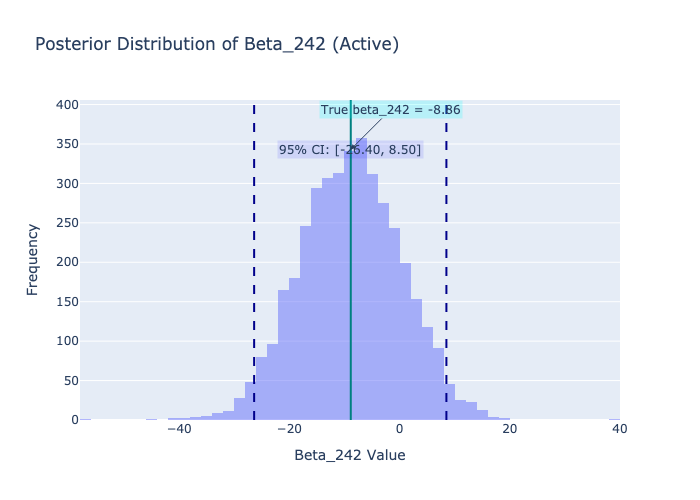 Posterior Distribution of Beta_242 (Active)
400
True beta_242 = -8.86
350
95% CI: [-26.40, 8.50]
300
250
200
150
100
50
0
Frequency
−40
−20
0
20
40
Beta_242 Value